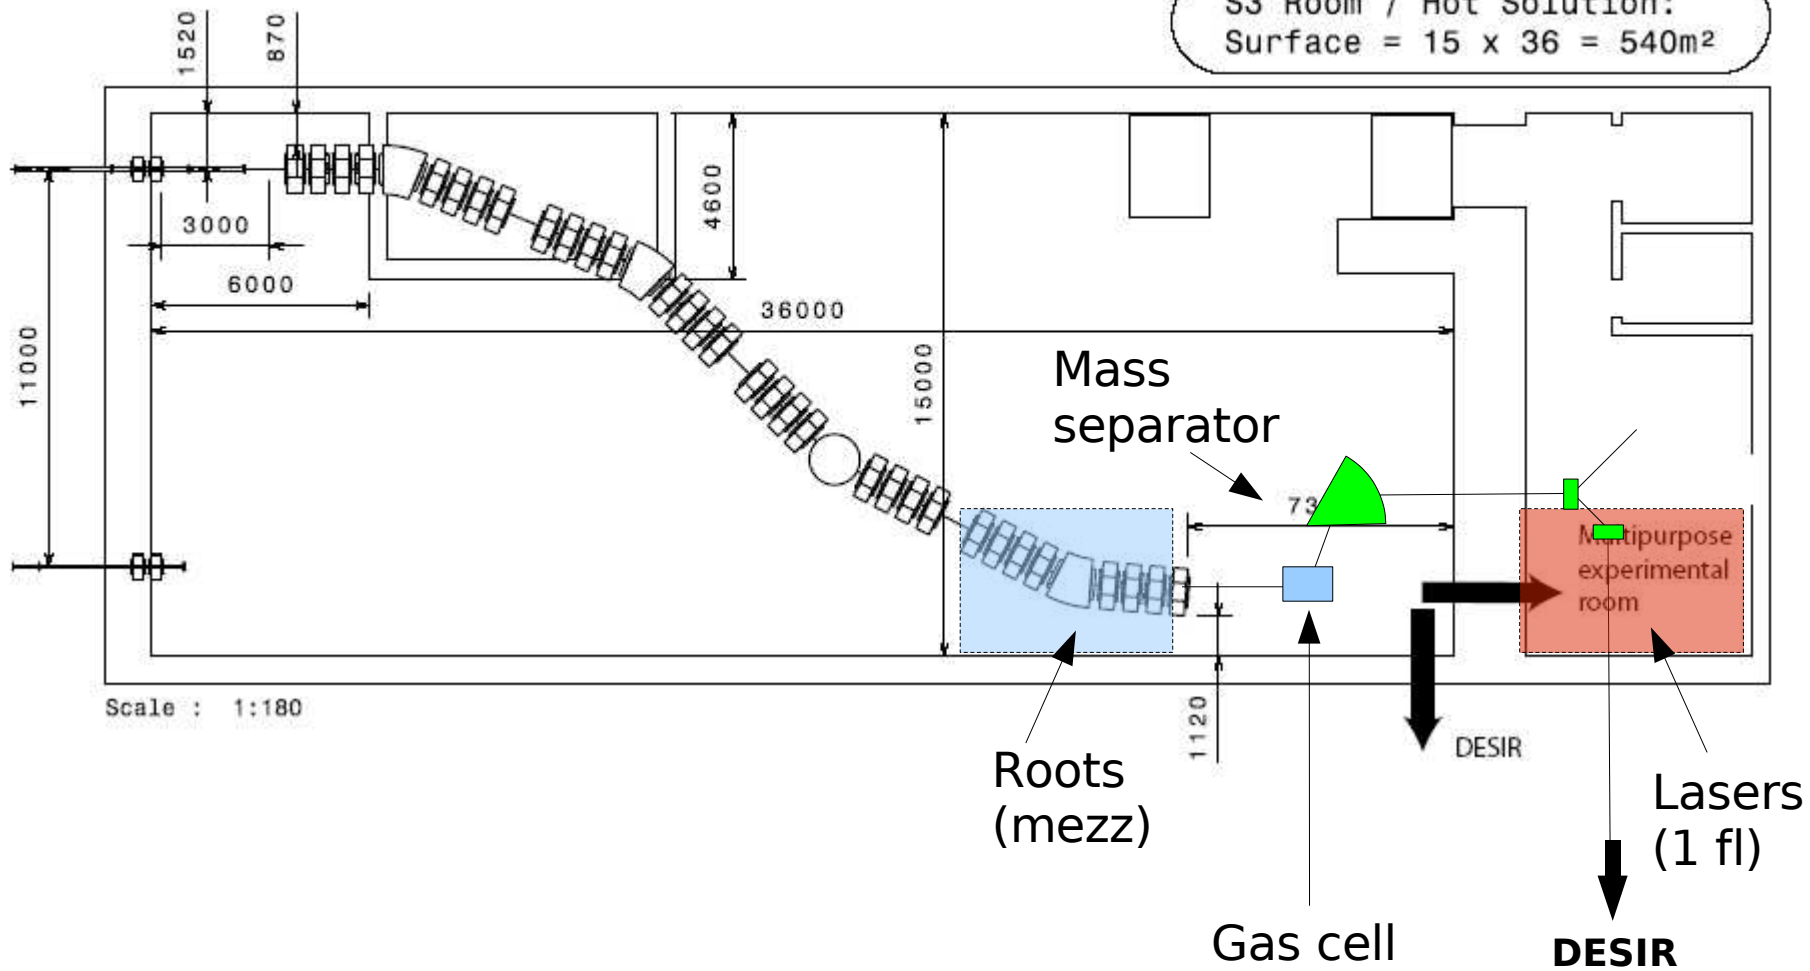 S3 Room / Hot Solution:
Surface = 15 x 36 = 540m²
1520
870
3000
6000
11000
4600
36000
15000
Mass
separator
73
Multipurpose
experimental
room
Scale : 1:180
1120
DESIR
Roots
(mezz)
Lasers
(1 fl)
Gas cell
DESIR